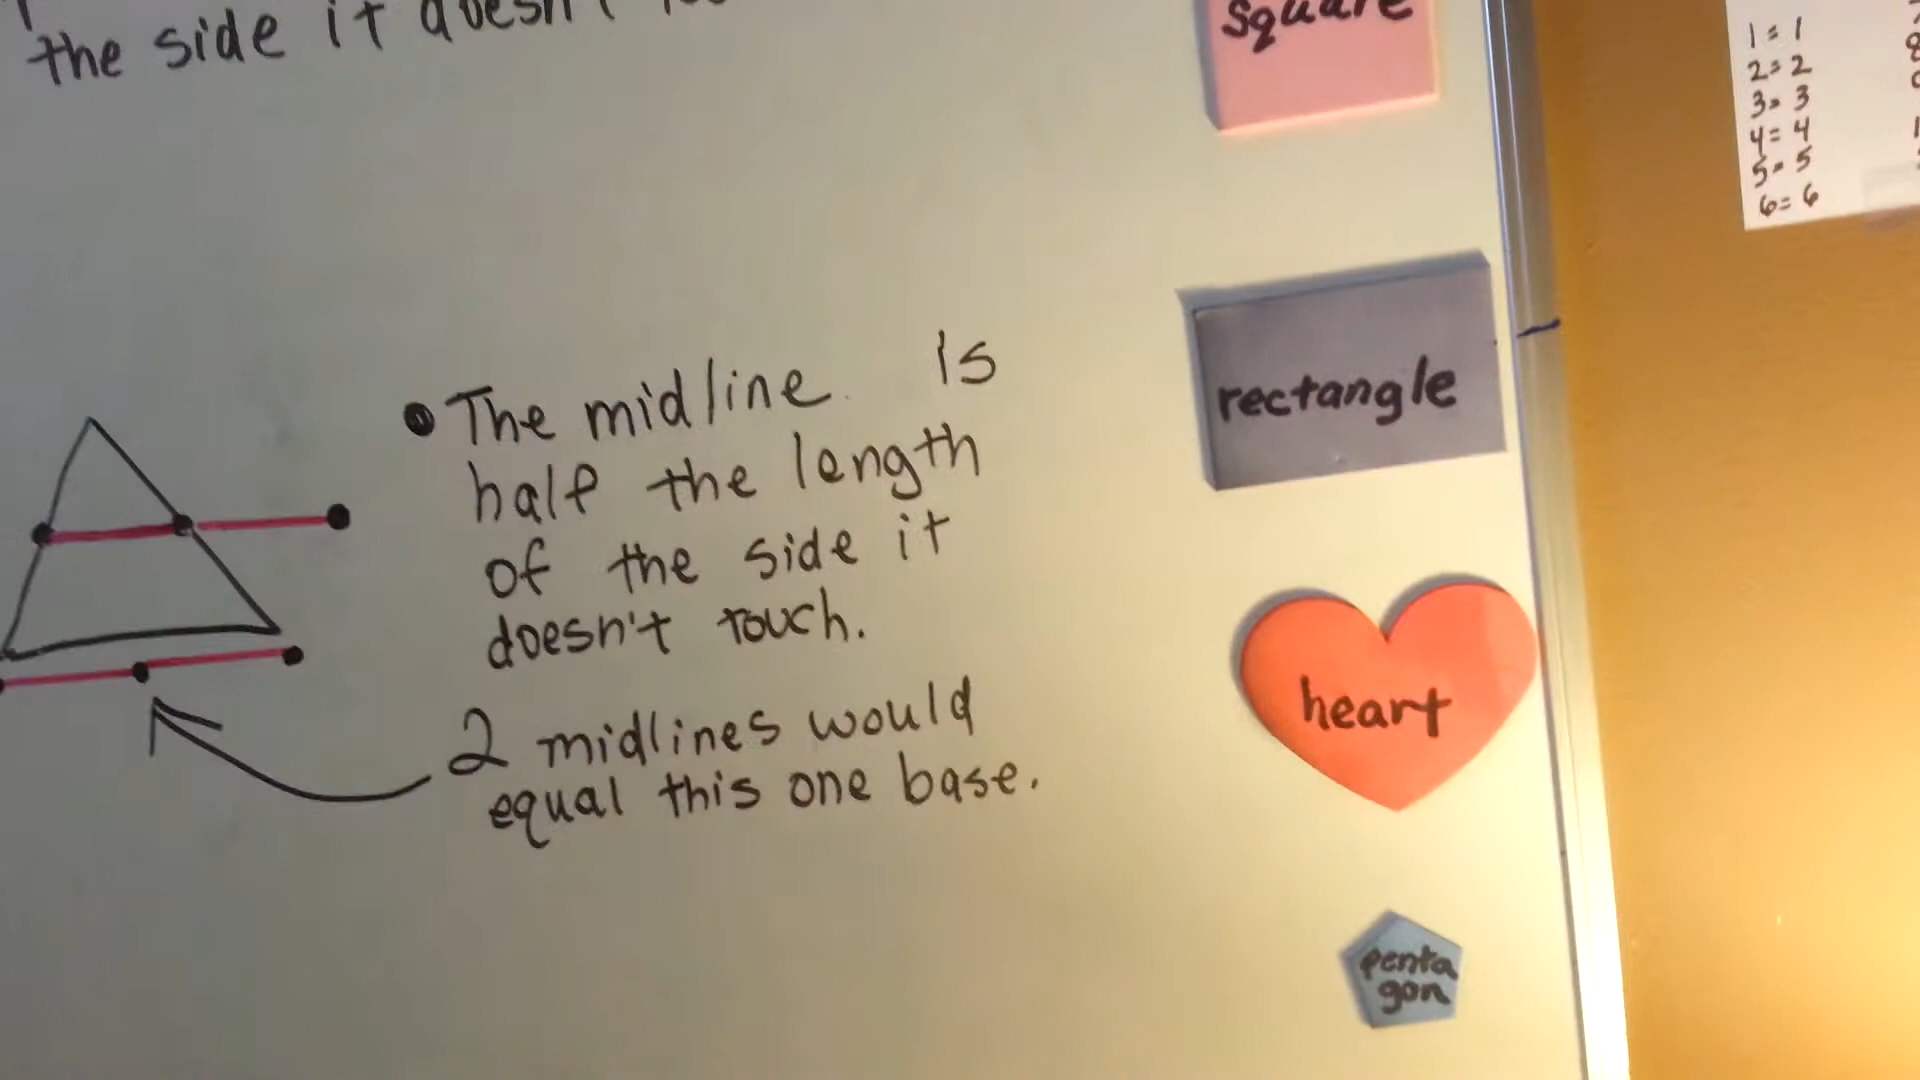 the side it doesn't
• The midline is
half the length
of the side it
doesn't touch.
2 midlines would
equal this one base.
square
rectangle
heart
penta
gon
1=1
2=2
3=3
4=4
5=5
6=6